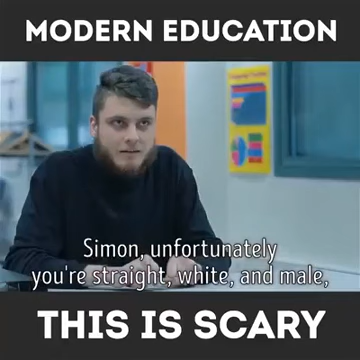 MODERN EDUCATION
Simon, unfortunately
you're straight, white, and male,
THIS IS SCARY